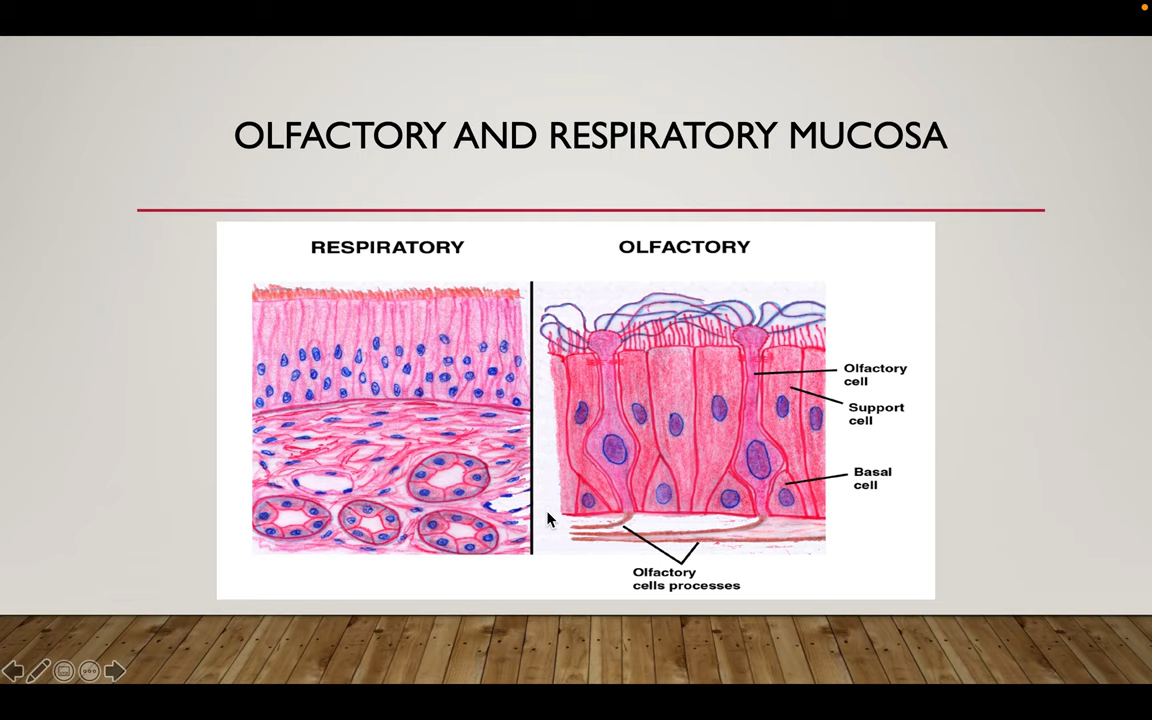 OLFACTORY AND RESPIRATORY MUCOSA
RESPIRATORY
OLFACTORY
Olfactory
cell
Support
cell
Basal
cell
Olfactory
cells processes